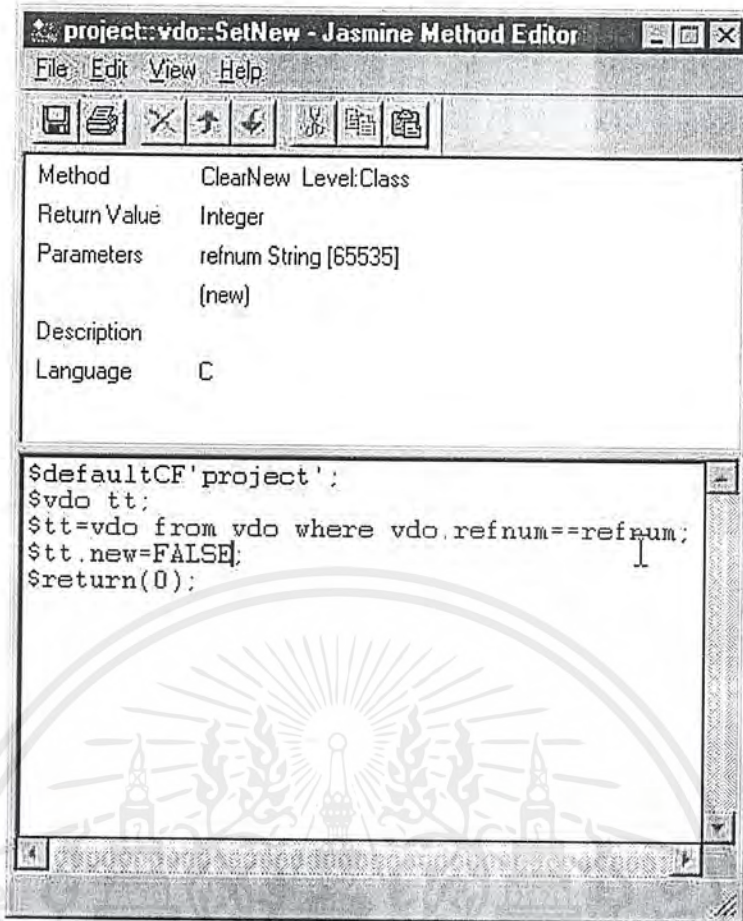 project::vdo::SetNew - Jasmine Method Editor
File Edit View Help
Method ClearNew Level:Class
Return Value Integer
Parameters refnum String [65535]
(new)
Description
Language C
$defaultCF'project';
$vdo tt;
$tt=vdo from vdo where vdo.refnum==refnum;
$tt.new=FALSE;
$return(0);